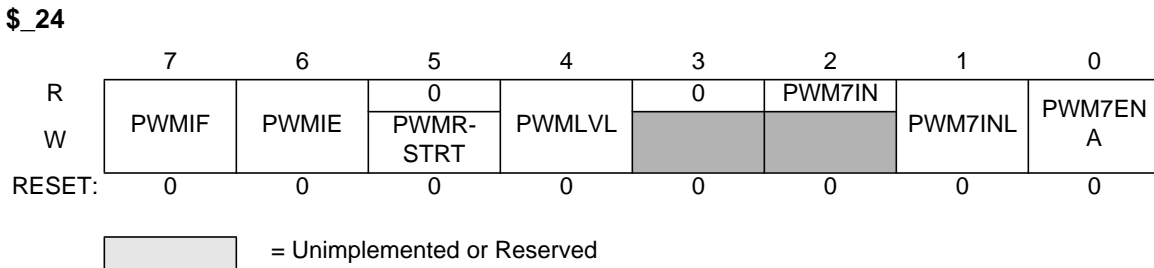 $_24
7 6 5 4 3 2 1 0
R 0 0 PWM7IN
PWMIF PWMIE PWMLVL PWM7INL PWM7EN
A
W PWMR-
STRT
RESET: 0 0 0 0 0 0 0 0
= Unimplemented or Reserved